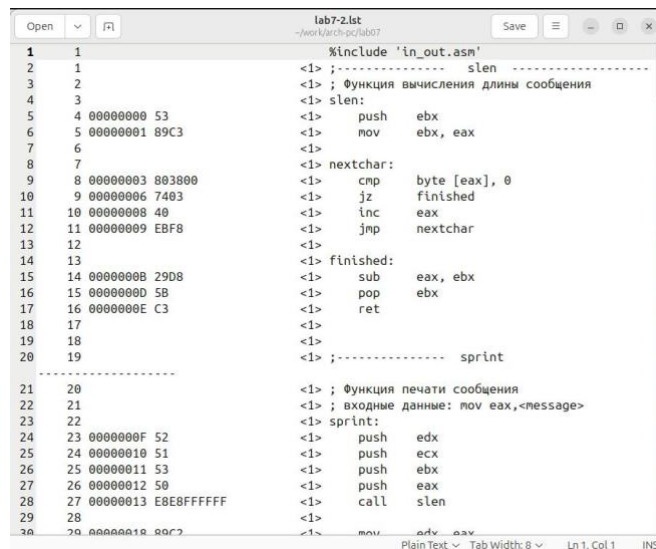 Open
lab7-2.lst
~/work/arch-pc/lab07
Save
1 1 %include 'in_out.asm'
2 1 <1> ;--------------- slen -------------------
3 2 <1> ; Функция вычисления длины сообщения
4 3 <1> slen:
5 4 00000000 53 <1> push ebx
6 5 00000001 89C3 <1> mov ebx, eax
7 6 <1>
8 7 <1> nextchar:
9 8 00000003 803800 <1> cmp byte [eax], 0
10 9 00000006 7403 <1> jz finished
11 10 00000008 40 <1> inc eax
12 11 00000009 EBF8 <1> jmp nextchar
13 12 <1>
14 13 <1> finished:
15 14 0000000B 29D8 <1> sub eax, ebx
16 15 0000000D 5B <1> pop ebx
17 16 0000000E C3 <1> ret
18 17 <1>
19 18 <1>
20 19 <1> ;--------------- sprint
-------------------
21 20 <1> ; Функция печати сообщения
22 21 <1> ; входные данные: mov eax,<message>
23 22 <1> sprint:
24 23 0000000F 52 <1> push edx
25 24 00000010 51 <1> push ecx
26 25 00000011 53 <1> push ebx
27 26 00000012 50 <1> push eax
28 27 00000013 E8E8FFFFFF <1> call slen
29 28 <1>
30 29 00000018 89C2 <1> mov edx, eax
Plain Text Tab Width: 8 Ln 1, Col 1 INS